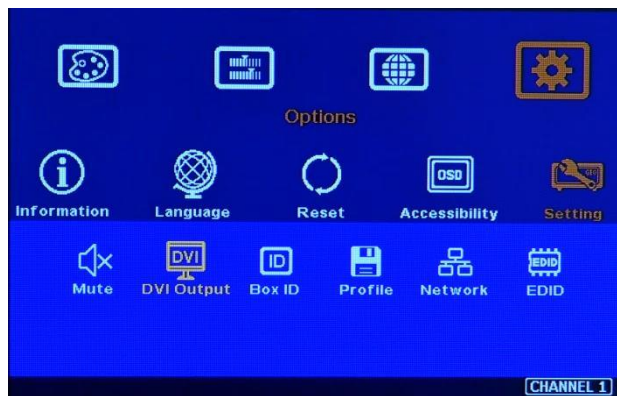 Options
OSD
Information Language Reset Accessibility Setting
DVI ID EDID
Mute DVI Output Box ID Profile Network EDID
CHANNEL 1